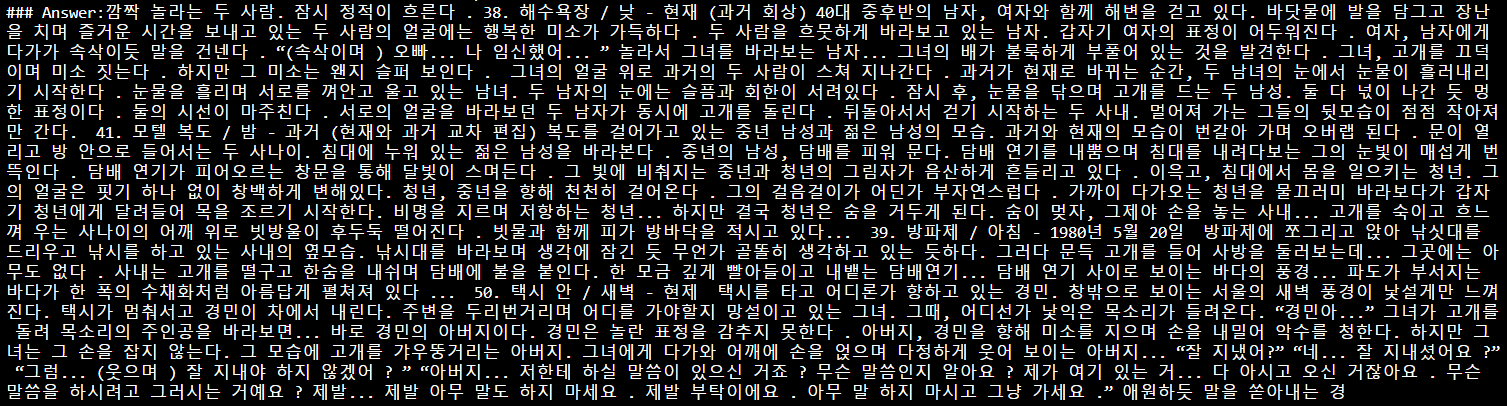 ### Answer:깜짝 놀라는 두 사람. 잠시 정적이 흐른다 . 38. 해수욕장 / 낮 - 현재 (과거 회상) 40대 중후반의 남자, 여자와 함께 해변을 걷고 있다. 바닷물에 발을 담그고 장난
을 치며 즐거운 시간을 보내고 있는 두 사람의 얼굴에는 행복한 미소가 가득하다 . 두 사람을 흐뭇하게 바라보고 있는 남자. 갑자기 여자의 표정이 어두워진다 . 여자, 남자에게
다가가 속삭이듯 말을 건넨다 . “(속삭이며 ) 오빠... 나 임신했어... ” 놀라서 그녀를 바라보는 남자... 그녀의 배가 불룩하게 부풀어 있는 것을 발견한다 . 그녀, 고개를 끄덕
이며 미소 짓는다 . 하지만 그 미소는 왠지 슬퍼 보인다 .  그녀의 얼굴 위로 과거의 두 사람이 스쳐 지나간다 . 과거가 현재로 바뀌는 순간, 두 남녀의 눈에서 눈물이 흘러내리
기 시작한다 . 눈물을 흘리며 서로를 껴안고 울고 있는 남녀. 두 남자의 눈에는 슬픔과 회한이 서려있다 . 잠시 후, 눈물을 닦으며 고개를 드는 두 남성. 둘 다 넋이 나간 듯 멍
한 표정이다 . 둘의 시선이 마주친다 . 서로의 얼굴을 바라보던 두 남자가 동시에 고개를 돌린다 . 뒤돌아서서 걷기 시작하는 두 사내. 멀어져 가는 그들의 뒷모습이 점점 작아져
만 간다.  41. 모텔 복도 / 밤 - 과거 (현재와 과거 교차 편집) 복도를 걸어가고 있는 중년 남성과 젊은 남성의 모습. 과거와 현재의 모습이 번갈아 가며 오버랩 된다 . 문이 열
리고 방 안으로 들어서는 두 사나이. 침대에 누워 있는 젊은 남성을 바라본다 . 중년의 남성, 담배를 피워 문다. 담배 연기를 내뿜으며 침대를 내려다보는 그의 눈빛이 매섭게 번
뜩인다 . 담배 연기가 피어오르는 창문을 통해 달빛이 스며든다 . 그 빛에 비춰지는 중년과 청년의 그림자가 음산하게 흔들리고 있다 . 이윽고, 침대에서 몸을 일으키는 청년. 그
의 얼굴은 핏기 하나 없이 창백하게 변해있다. 청년, 중년을 향해 천천히 걸어온다 . 그의 걸음걸이가 어딘가 부자연스럽다 . 가까이 다가오는 청년을 물끄러미 바라보다가 갑자
기 청년에게 달려들어 목을 조르기 시작한다. 비명을 지르며 저항하는 청년... 하지만 결국 청년은 숨을 거두게 된다. 숨이 멎자, 그제야 손을 놓는 사내... 고개를 숙이고 흐느
껴 우는 사나이의 어깨 위로 빗방울이 후두둑 떨어진다 . 빗물과 함께 피가 방바닥을 적시고 있다...  39. 방파제 / 아침 - 1980년 5월 20일  방파제에 쪼그리고 앉아 낚싯대를
드리우고 낚시를 하고 있는 사내의 옆모습. 낚시대를 바라보며 생각에 잠긴 듯 무언가 골똘히 생각하고 있는 듯하다. 그러다 문득 고개를 들어 사방을 둘러보는데... 그곳에는 아
무도 없다 . 사내는 고개를 떨구고 한숨을 내쉬며 담배에 불을 붙인다. 한 모금 깊게 빨아들이고 내뱉는 담배연기... 담배 연기 사이로 보이는 바다의 풍경... 파도가 부서지는
바다가 한 폭의 수채화처럼 아름답게 펼쳐져 있다 ...  50. 택시 안 / 새벽 - 현제  택시를 타고 어디론가 향하고 있는 경민. 창밖으로 보이는 서울의 새벽 풍경이 낯설게만 느껴
진다. 택시가 멈춰서고 경민이 차에서 내린다. 주변을 두리번거리며 어디를 가야할지 망설이고 있는 그녀. 그때, 어디선가 낯익은 목소리가 들려온다. “경민아...” 그녀가 고개를
돌려 목소리의 주인공을 바라보면... 바로 경민의 아버지이다. 경민은 놀란 표정을 감추지 못한다 . 아버지, 경민을 향해 미소를 지으며 손을 내밀어 악수를 청한다. 하지만 그
녀는 그 손을 잡지 않는다. 그 모습에 고개를 갸우뚱거리는 아버지. 그녀에게 다가와 어깨에 손을 얹으며 다정하게 웃어 보이는 아버지... “잘 지냈어?” “네... 잘 지내셨어요 ?”
“그럼... (웃으며 ) 잘 지내야 하지 않겠어 ? ” “아버지... 저한테 하실 말씀이 있으신 거죠 ? 무슨 말씀인지 알아요 ? 제가 여기 있는 거... 다 아시고 오신 거잖아요 . 무슨
말씀을 하시려고 그러시는 거예요 ? 제발... 제발 아무 말도 하지 마세요 . 제발 부탁이에요 . 아무 말 하지 마시고 그냥 가세요 .” 애원하듯 말을 쏟아내는 경